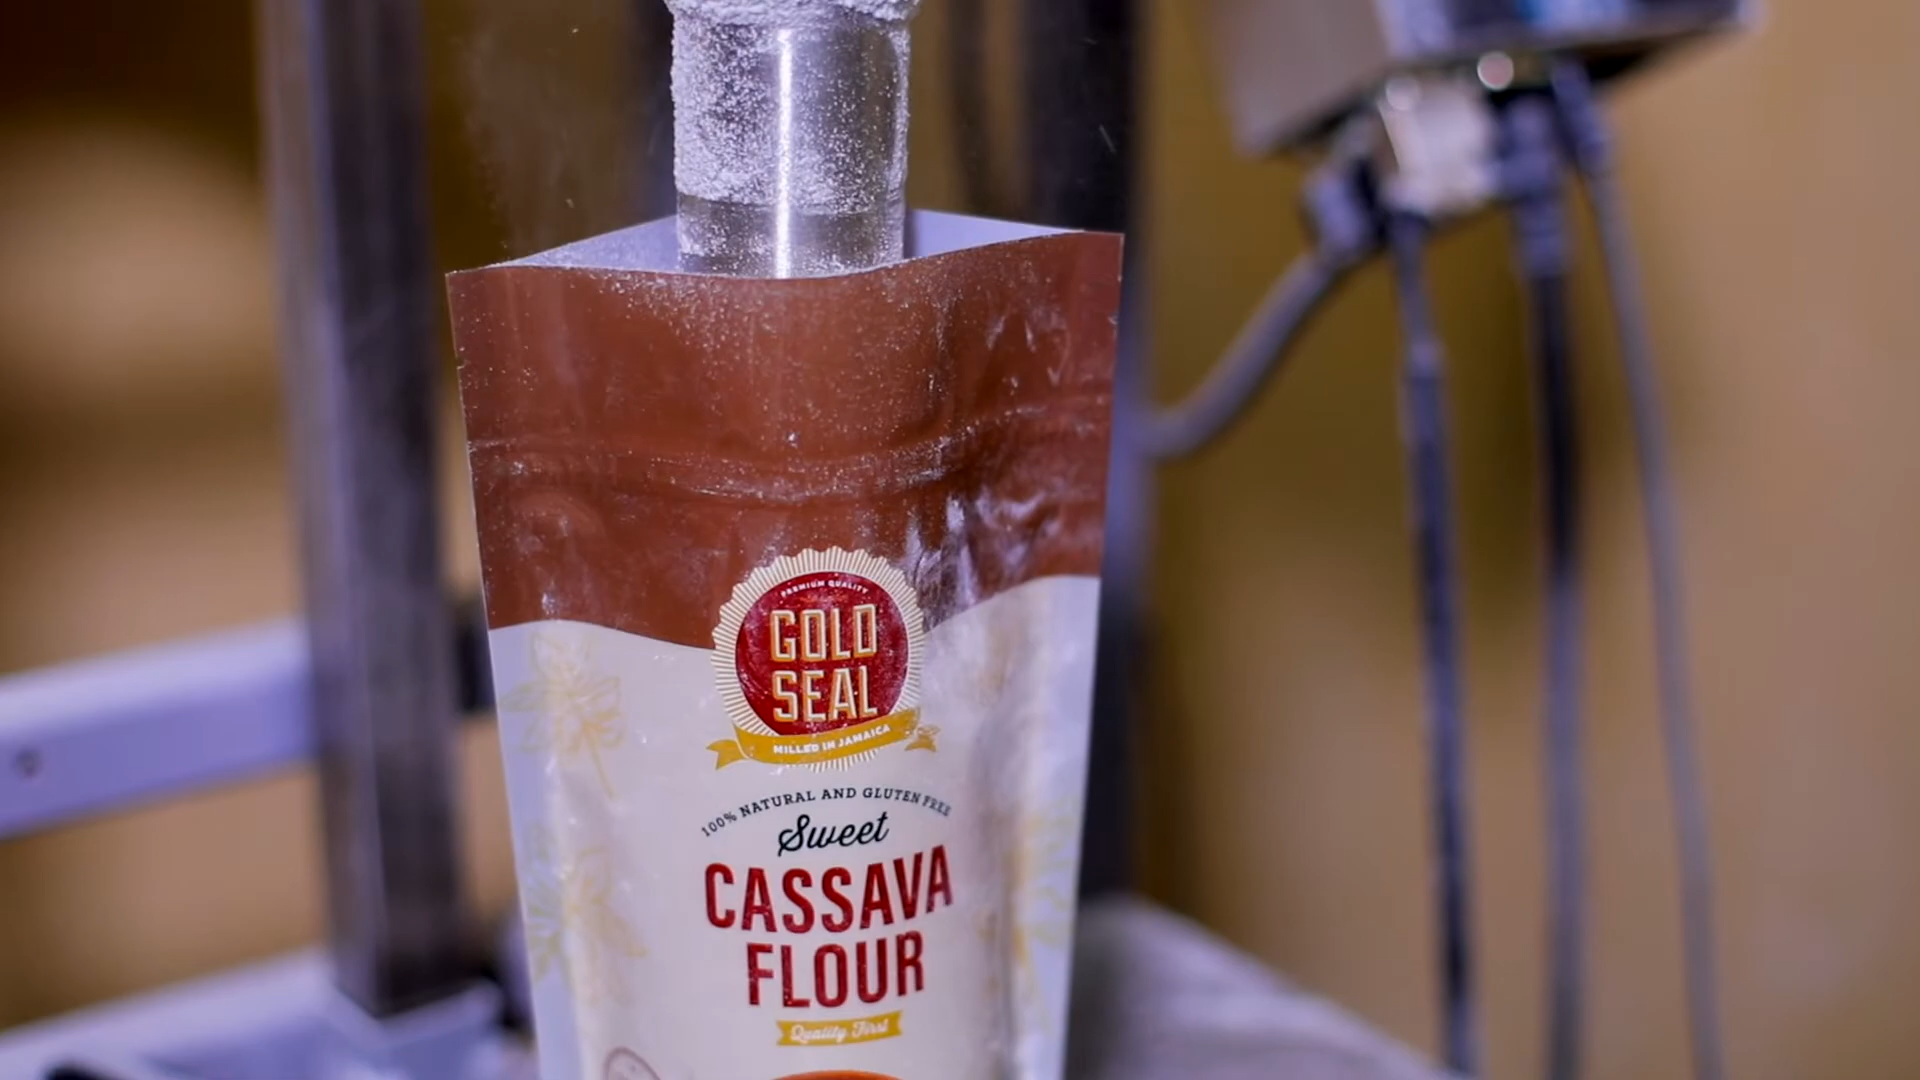 PREMIUM QUALITY
GOLD
SEAL
MILLED IN JAMAICA
100% NATURAL AND GLUTEN FREE
Sweet
CASSAVA
FLOUR
Quality First